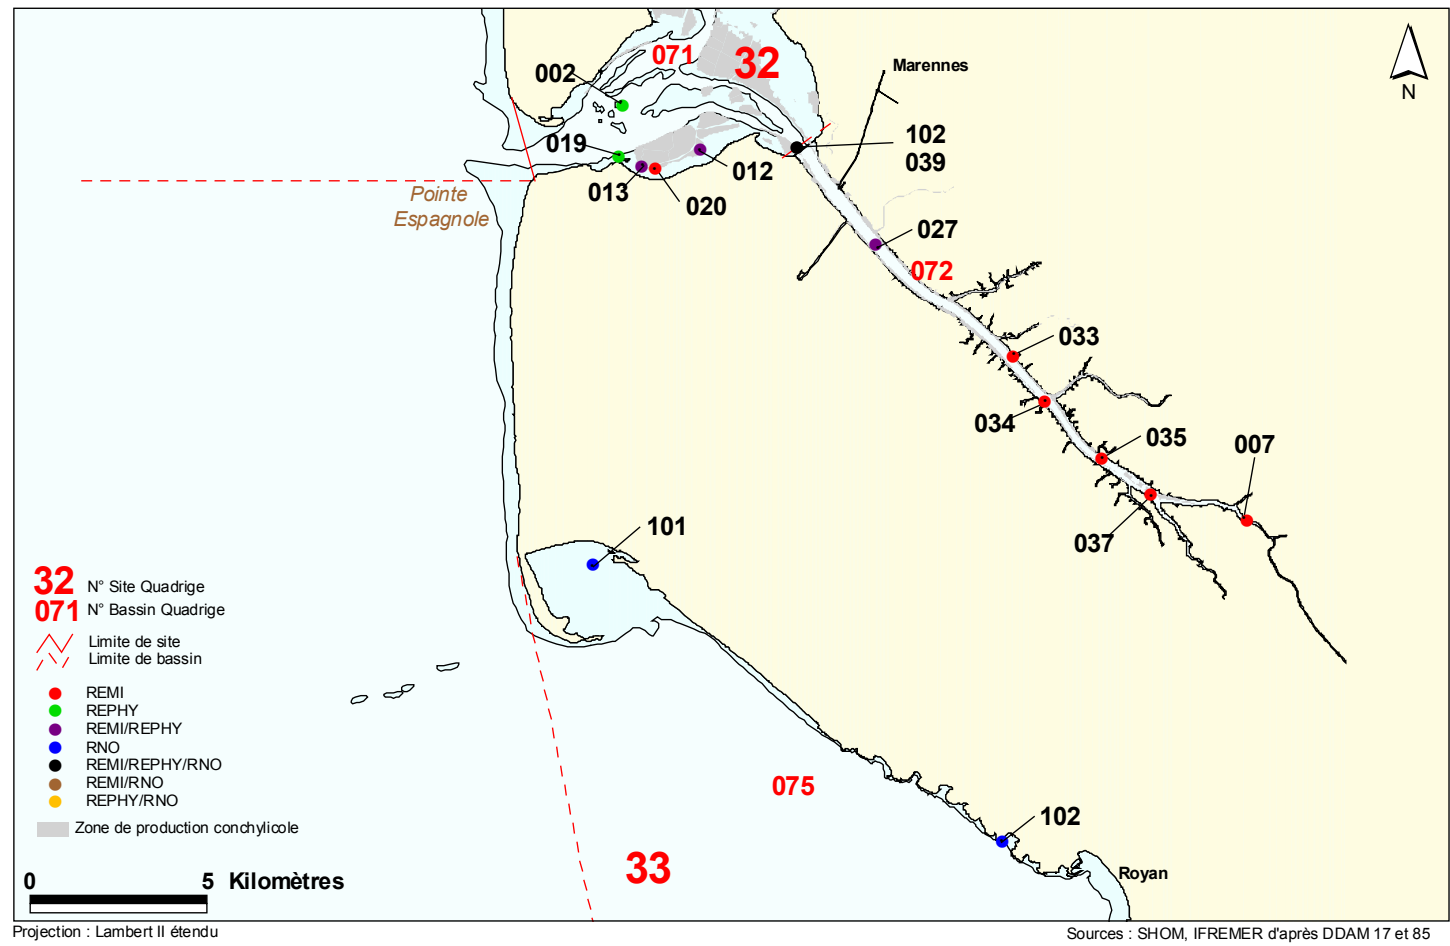 071
32
Marennes
002
N
102
039
019
012
013
020
Pointe
Espagnole
027
072
033
034
035
007
037
101
32 N° Site Quadrige
071 N° Bassin Quadrige
Limite de site
Limite de bassin
REMI
REPHY
REMI/REPHY
RNO
REMI/REPHY/RNO
REMI/RNO
REPHY/RNO
Zone de production conchylicole
075
102
33
Royan
0 5 Kilomètres
Projection : Lambert II étendu
Sources : SHOM, IFREMER d'après DDAM 17 et 85